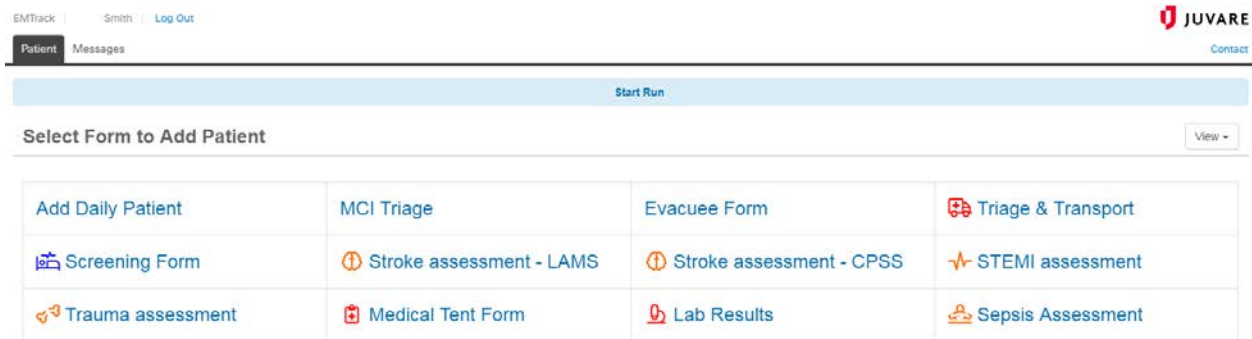 EMTrack Smith Log Out
JUVARE
Patient Messages
Contact
Start Run
Select Form to Add Patient
View
Add Daily Patient
MCI Triage
Evacuee Form
Triage & Transport
Screening Form
Stroke assessment - LAMS
Stroke assessment - CPSS
STEMI assessment
Trauma assessment
Medical Tent Form
Lab Results
Sepsis Assessment